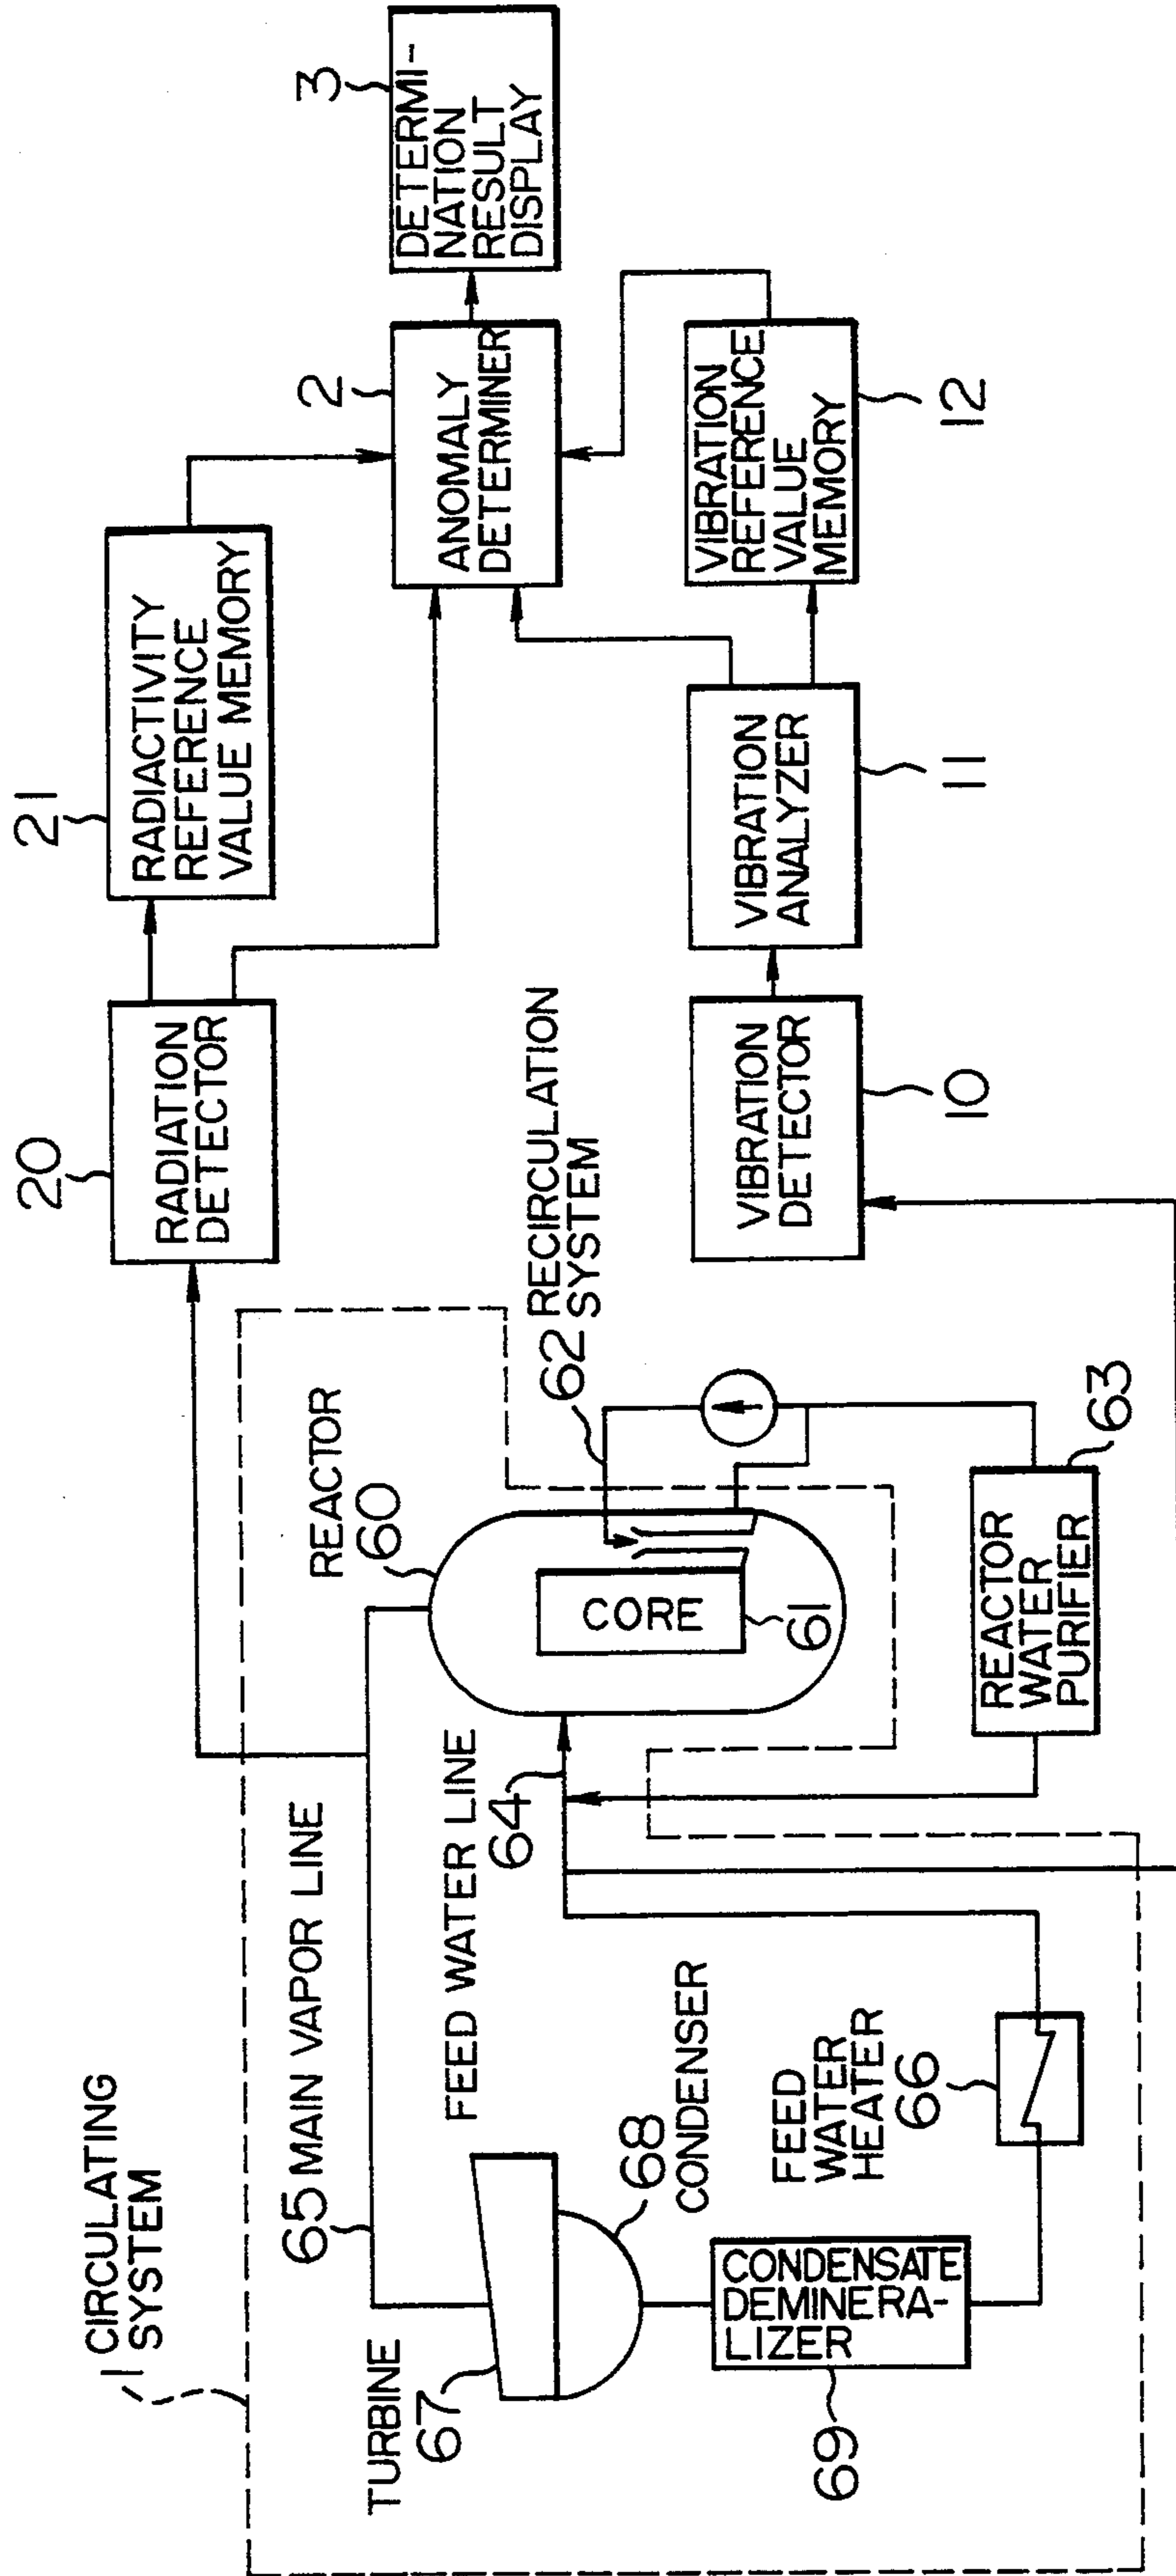 1 CIRCULATING
SYSTEM
65 MAIN VAPOR LINE
TURBINE
67
68
CONDENSER
CONDENSATE
DEMINERA-
LIZER
69
FEED
WATER
HEATER
66
FEED WATER LINE
64
REACTOR
60
CORE
61
62 RECIRCULATION
SYSTEM
REACTOR
WATER
PURIFIER
63
20
RADIATION
DETECTOR
21
RADIACTIVITY
REFERENCE
VALUE MEMORY
VIBRATION
DETECTOR
10
VIBRATION
ANALYZER
11
VIBRATION
REFERENCE
VALUE
MEMORY
12
2
ANOMALY
DETERMINER
3
DETERMI-
NATION
RESULT
DISPLAY